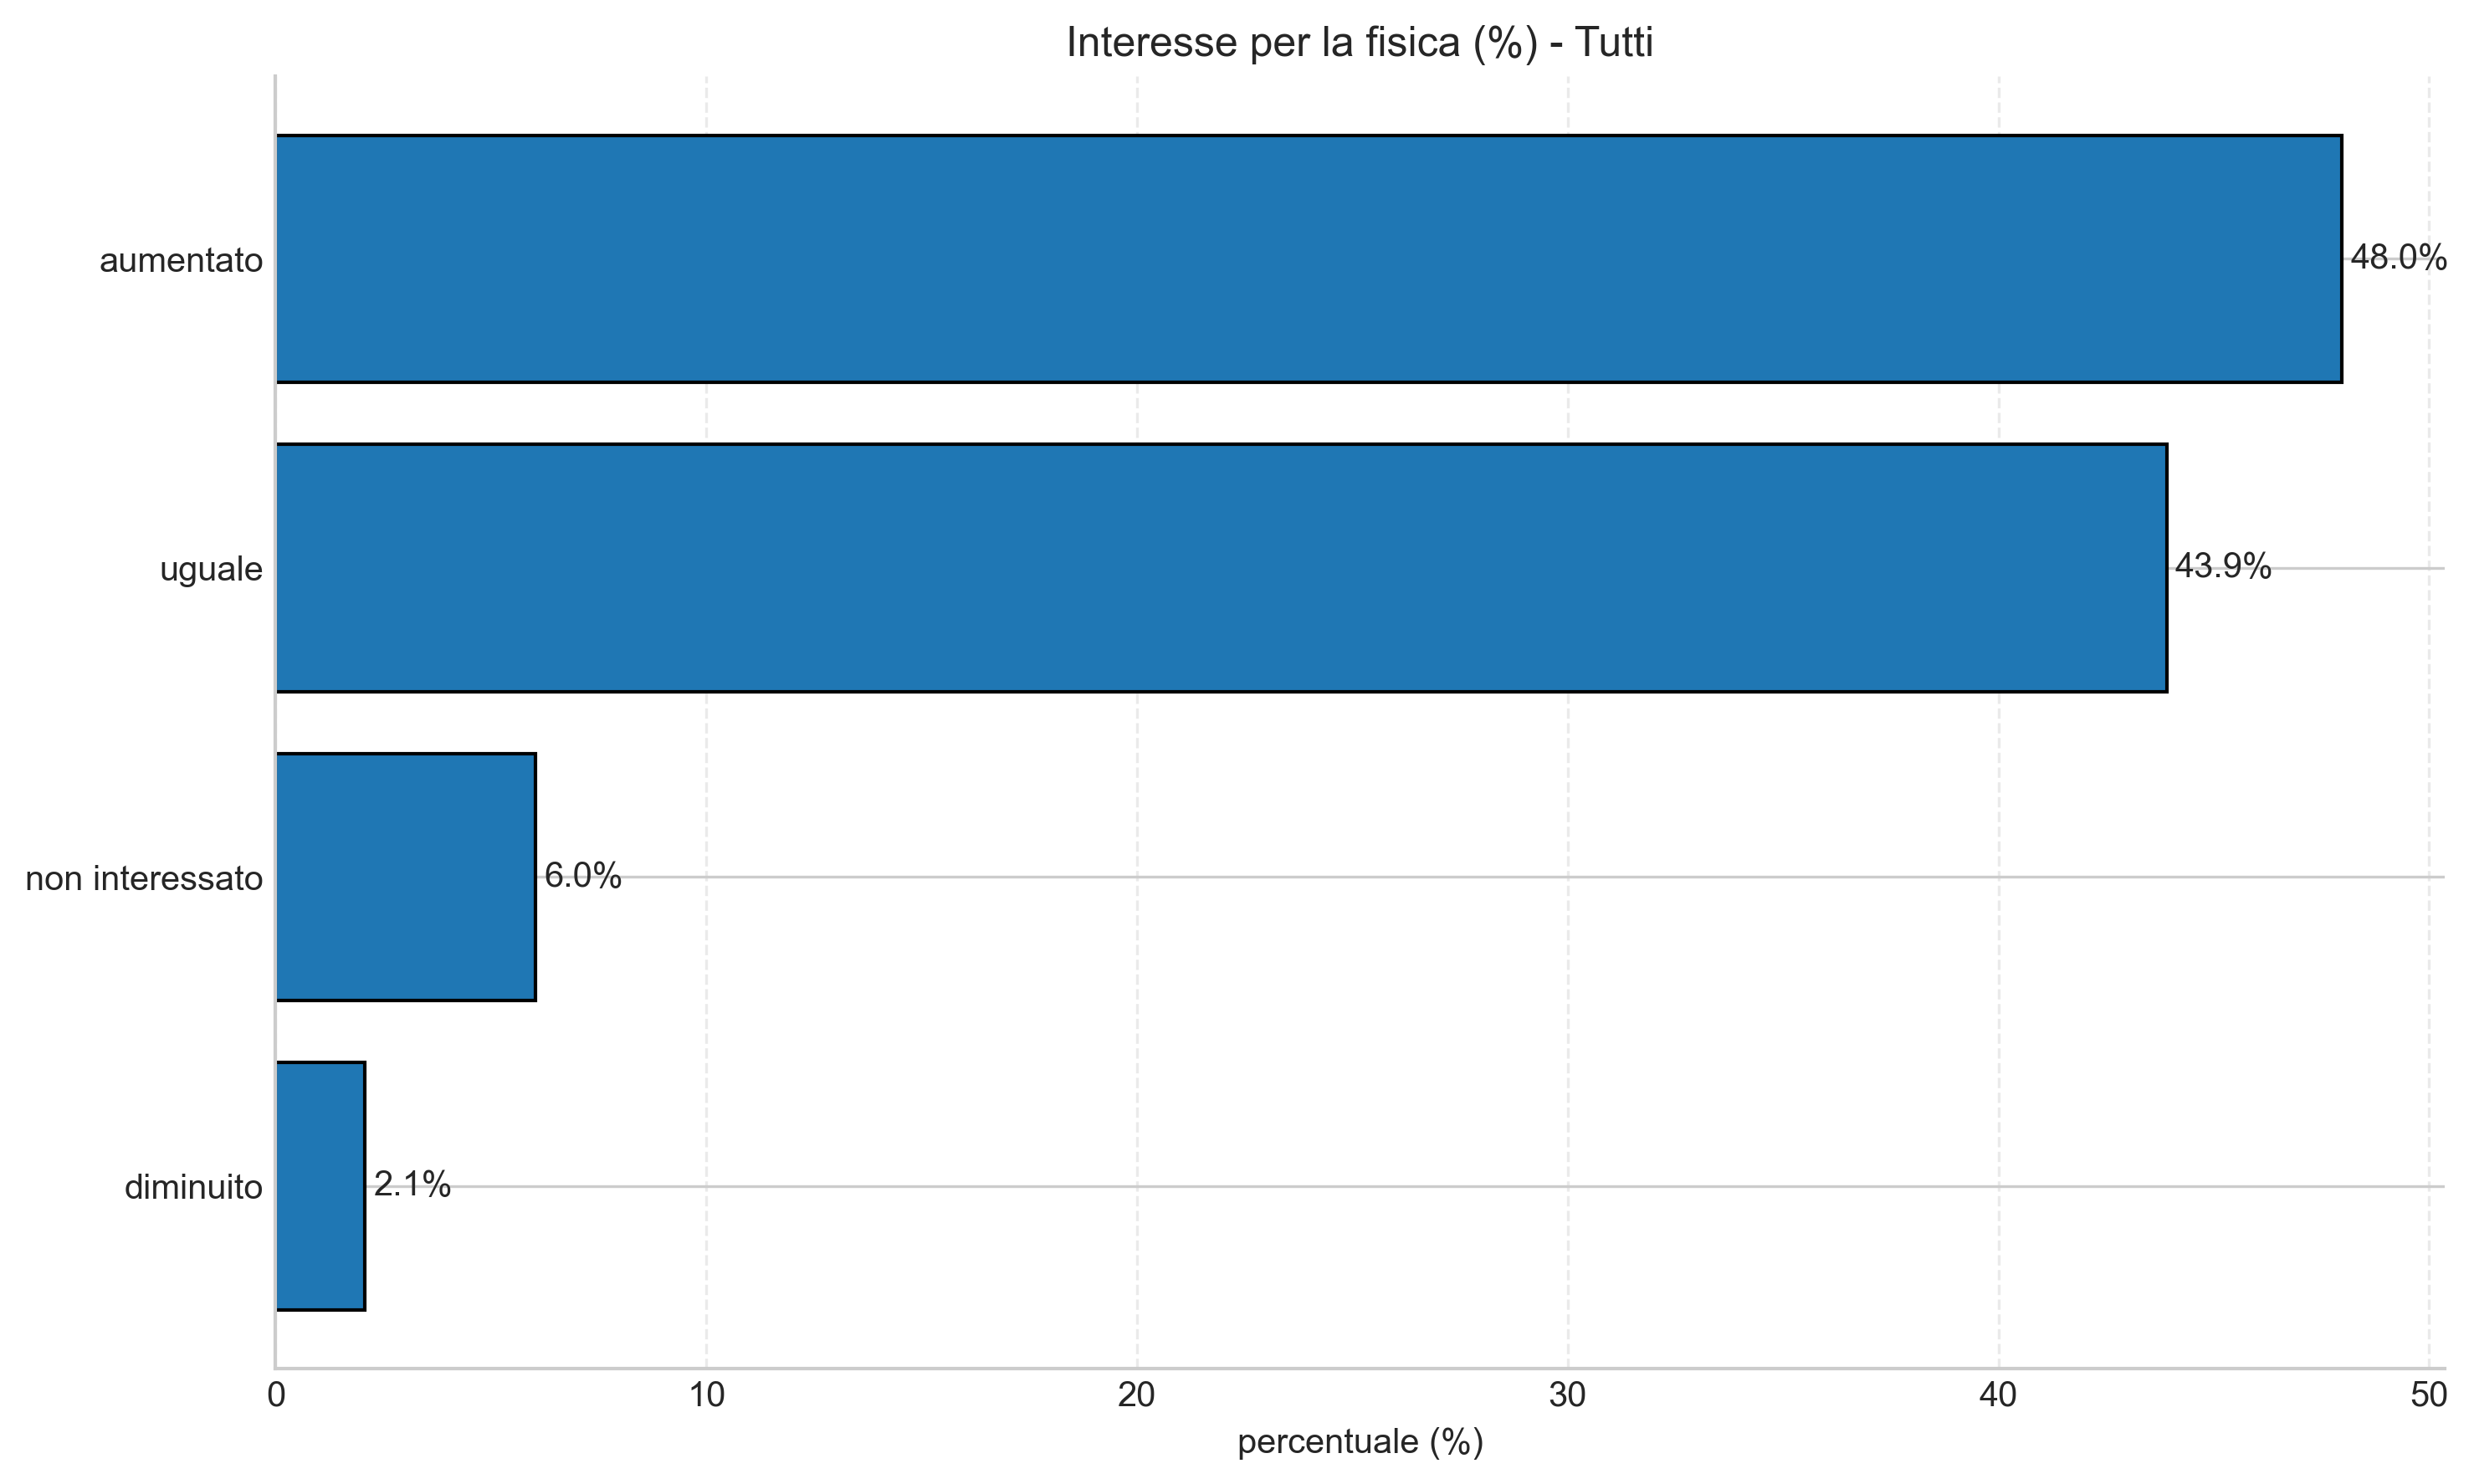 Interesse per la fisica (%) - Tutti
aumentato
48.0%
uguale
43.9%
non interessato
6.0%
diminuito
2.1%
0 10 20 30 40 50
percentuale (%)